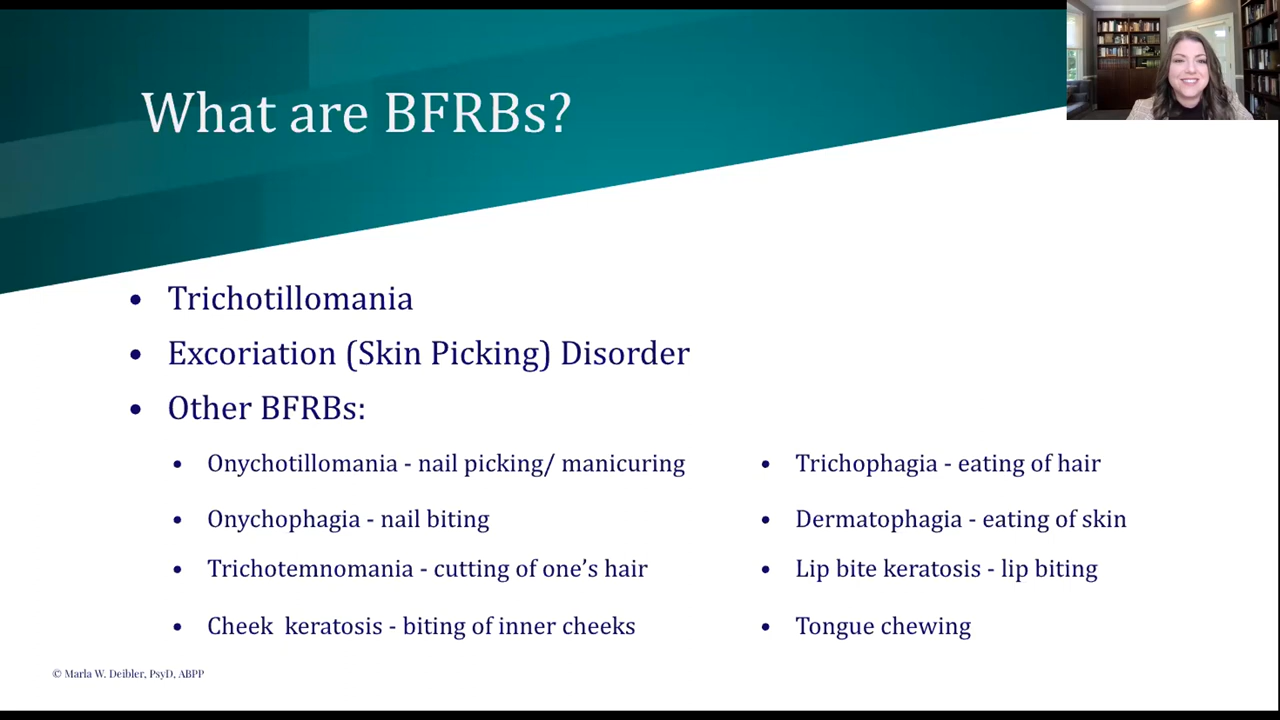 What are BFRBs?
• Trichotillomania
• Excoriation (Skin Picking) Disorder
• Other BFRBs:
• Onychotillomania - nail picking/ manicuring
• Onychophagia - nail biting
• Trichotemnomania - cutting of one’s hair
• Cheek  keratosis - biting of inner cheeks
• Trichophagia - eating of hair
• Dermatophagia - eating of skin
• Lip bite keratosis - lip biting
• Tongue chewing
© Marla W. Deibler, PsyD, ABPP